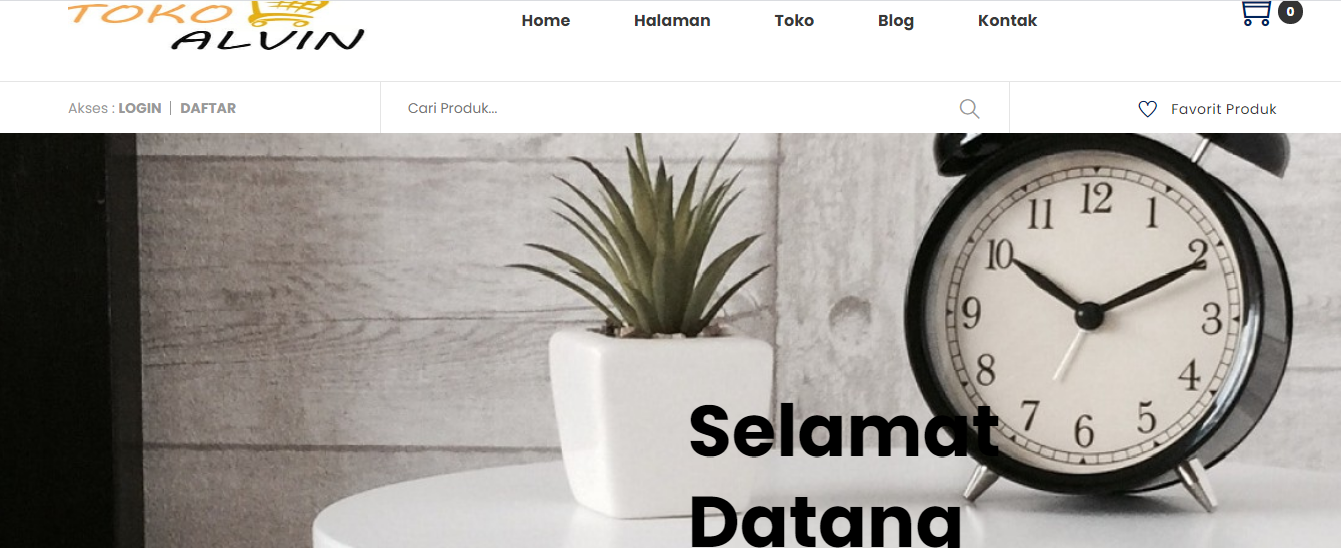 TOKO
ALVIN
Home Halaman Toko Blog Kontak
0
Akses : LOGIN | DAFTAR
Cari Produk...
Favorit Produk
12
11 1
10 2
9 3
8 4
7 5
6
Selamat
Datang